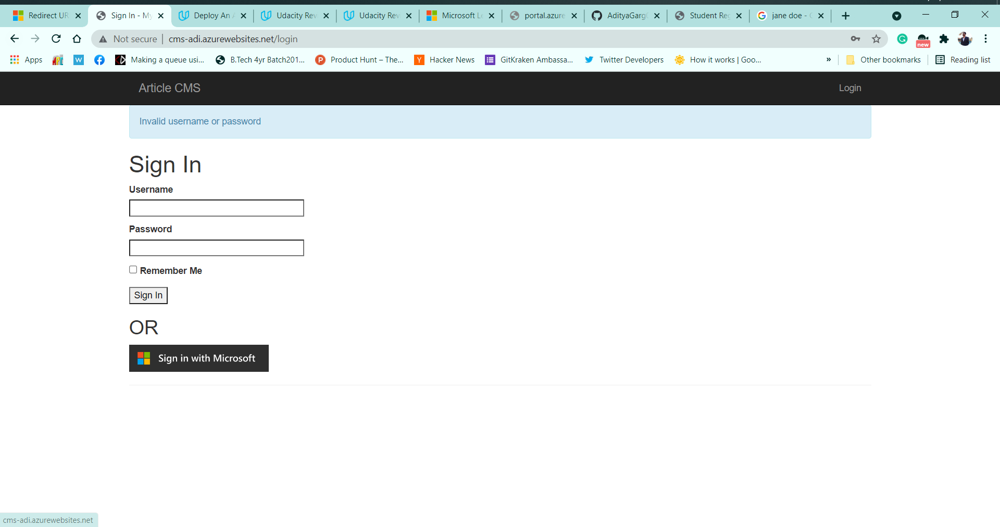 Redirect UR
Sign In - My
Deploy An A
Udacity Rev
Udacity Rev
Microsoft Le
portal.azure
AdityaGarg
Student Reg
jane doe -
Not secure | cms-adi.azurewebsites.net/login
new
Apps
W
Making a queue usi...
B.Tech 4yr Batch201...
P
Product Hunt – The...
Y
Hacker News
GitKraken Ambassa...
Twitter Developers
How it works | Goo...
»
Other bookmarks
Reading list
Article CMS
Login
Invalid username or password
Sign In
Username
Password
Remember Me
Sign In
OR
Sign in with Microsoft
cms-adi.azurewebsites.net